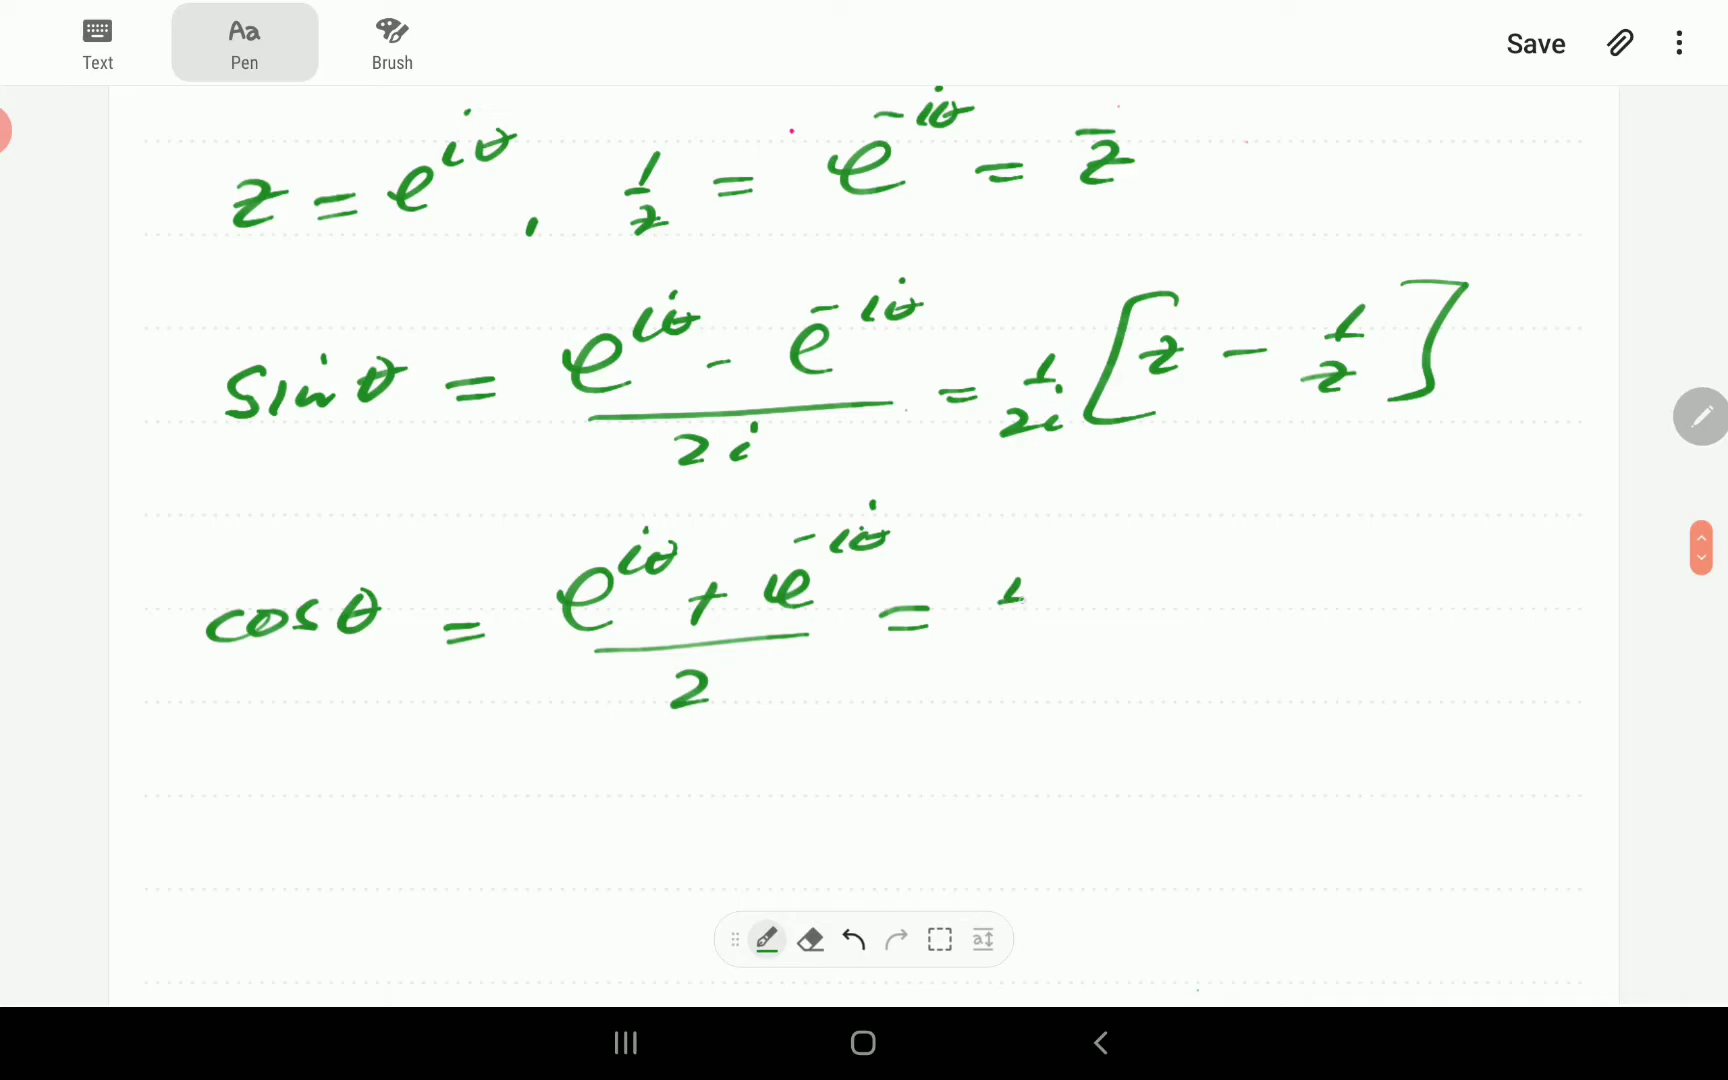 Text Pen Brush Save
z = e^{iθ}, 1/z = e^{-iθ} = z̄
sin θ = (e^{iθ} - e^{-iθ})/(2i) = 1/(2i) [z - 1/z]
cos θ = (e^{iθ} + e^{-iθ})/2 = 1